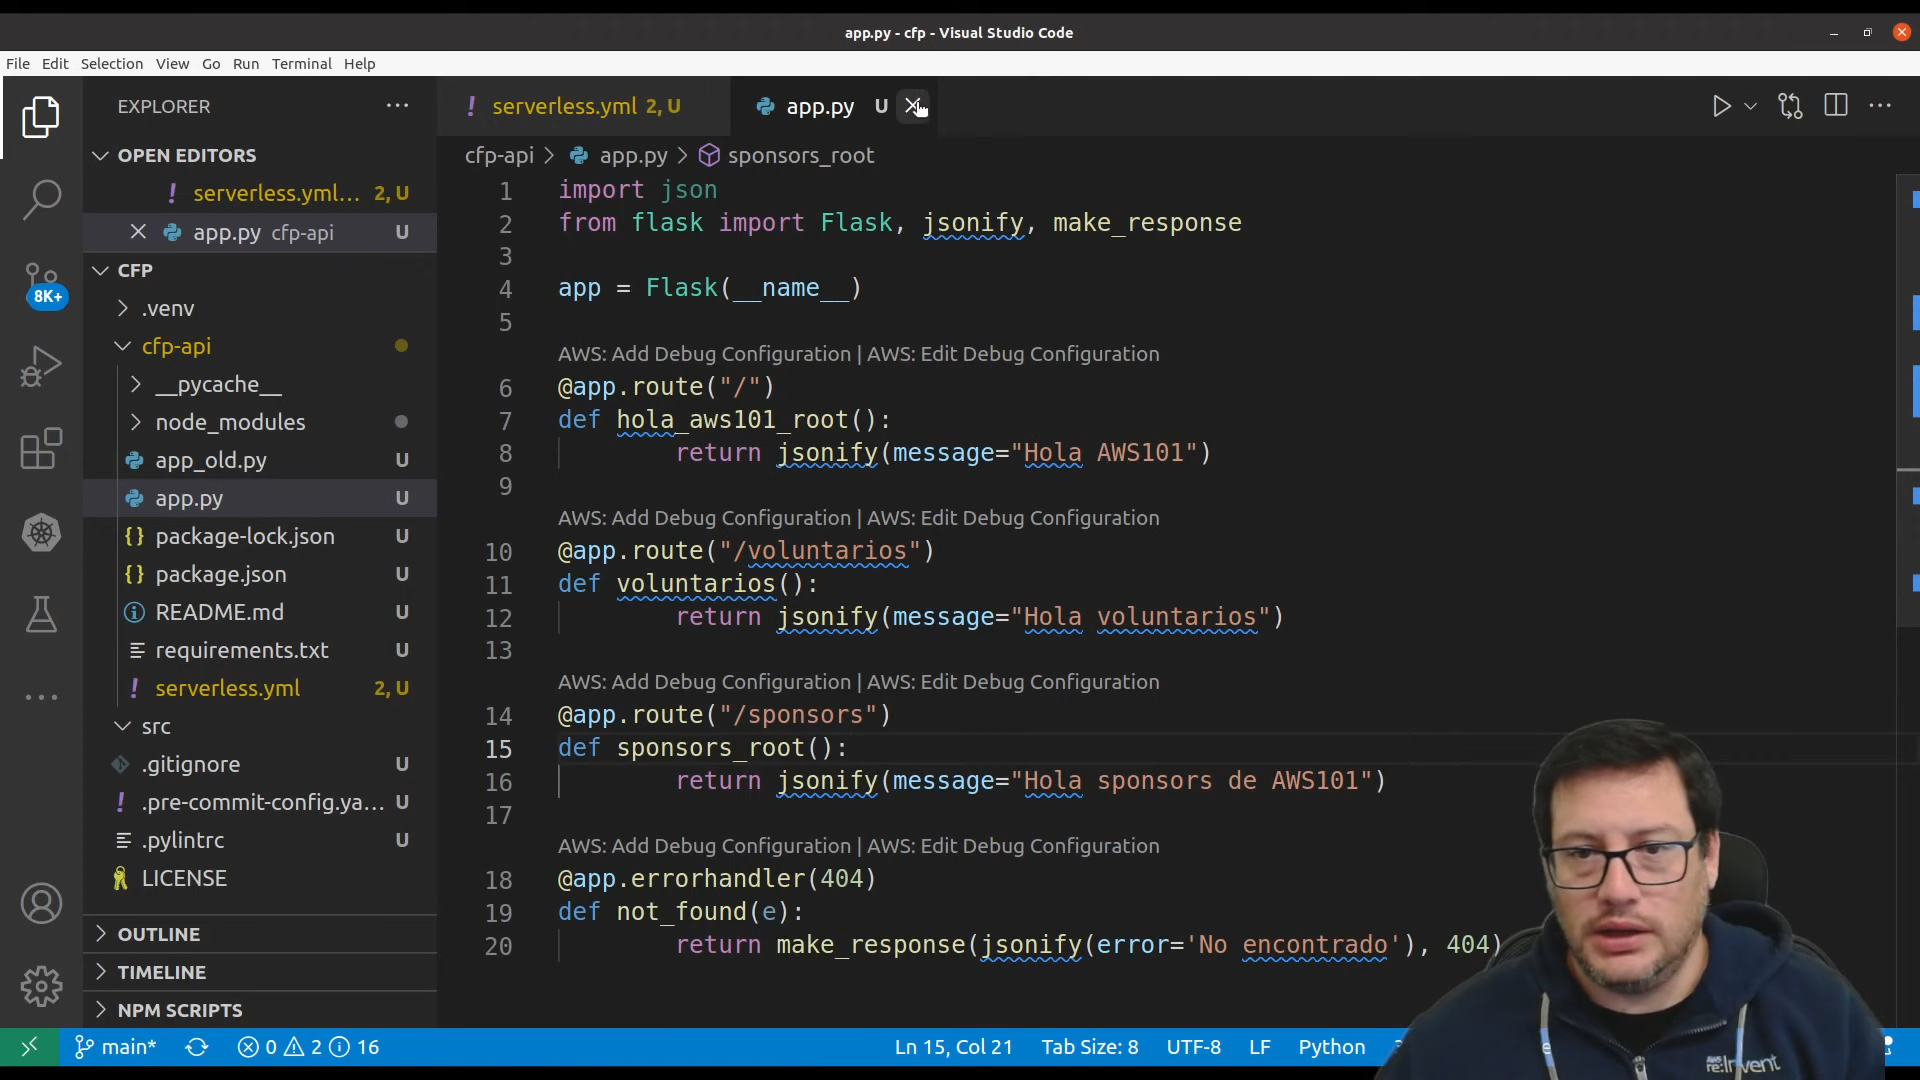 app.py - cfp - Visual Studio Code
File Edit Selection View Go Run Terminal Help
EXPLORER
serverless.yml 2, U
app.py U
OPEN EDITORS
serverless.yml... 2, U
app.py cfp-api U
CFP
.venv
cfp-api
__pycache__
node_modules
app_old.py U
app.py U
package-lock.json U
package.json U
README.md U
requirements.txt U
serverless.yml 2, U
src
.gitignore U
.pre-commit-config.ya... U
.pylintrc U
LICENSE
OUTLINE
TIMELINE
NPM SCRIPTS
8K+
cfp-api > app.py > sponsors_root
1 import json
2 from flask import Flask, jsonify, make_response
3
4 app = Flask(__name__)
5
AWS: Add Debug Configuration | AWS: Edit Debug Configuration
6 @app.route("/")
7 def hola_aws101_root():
8 return jsonify(message="Hola AWS101")
9
AWS: Add Debug Configuration | AWS: Edit Debug Configuration
10 @app.route("/voluntarios")
11 def voluntarios():
12 return jsonify(message="Hola voluntarios")
13
AWS: Add Debug Configuration | AWS: Edit Debug Configuration
14 @app.route("/sponsors")
15 def sponsors_root():
16 return jsonify(message="Hola sponsors de AWS101")
17
AWS: Add Debug Configuration | AWS: Edit Debug Configuration
18 @app.errorhandler(404)
19 def not_found(e):
20 return make_response(jsonify(error='No encontrado'), 404)
main* 0 2 16
Ln 15, Col 21 Tab Size: 8 UTF-8 LF Python
AWS
re:Invent